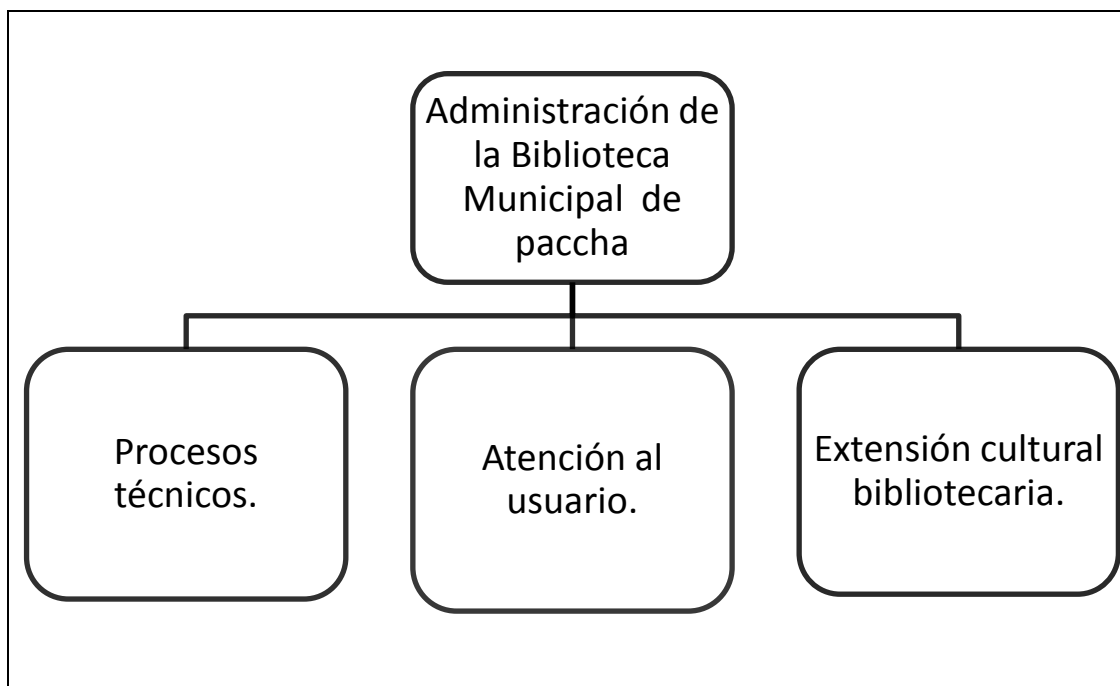 Administración de
la Biblioteca
Municipal  de
paccha
Procesos
técnicos.
Atención al
usuario.
Extensión cultural
bibliotecaria.